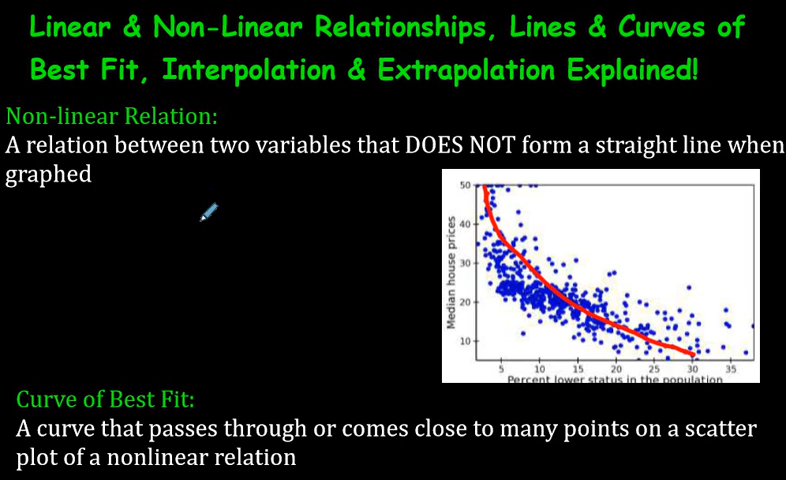 Linear & Non-Linear Relationships, Lines & Curves of
Best Fit, Interpolation & Extrapolation Explained!
Non-linear Relation:
A relation between two variables that DOES NOT form a straight line when
graphed
50
40
30
20
10
Median house prices
5 10 15 20 25 30 35
Percent lower status in the population
Curve of Best Fit:
A curve that passes through or comes close to many points on a scatter
plot of a nonlinear relation